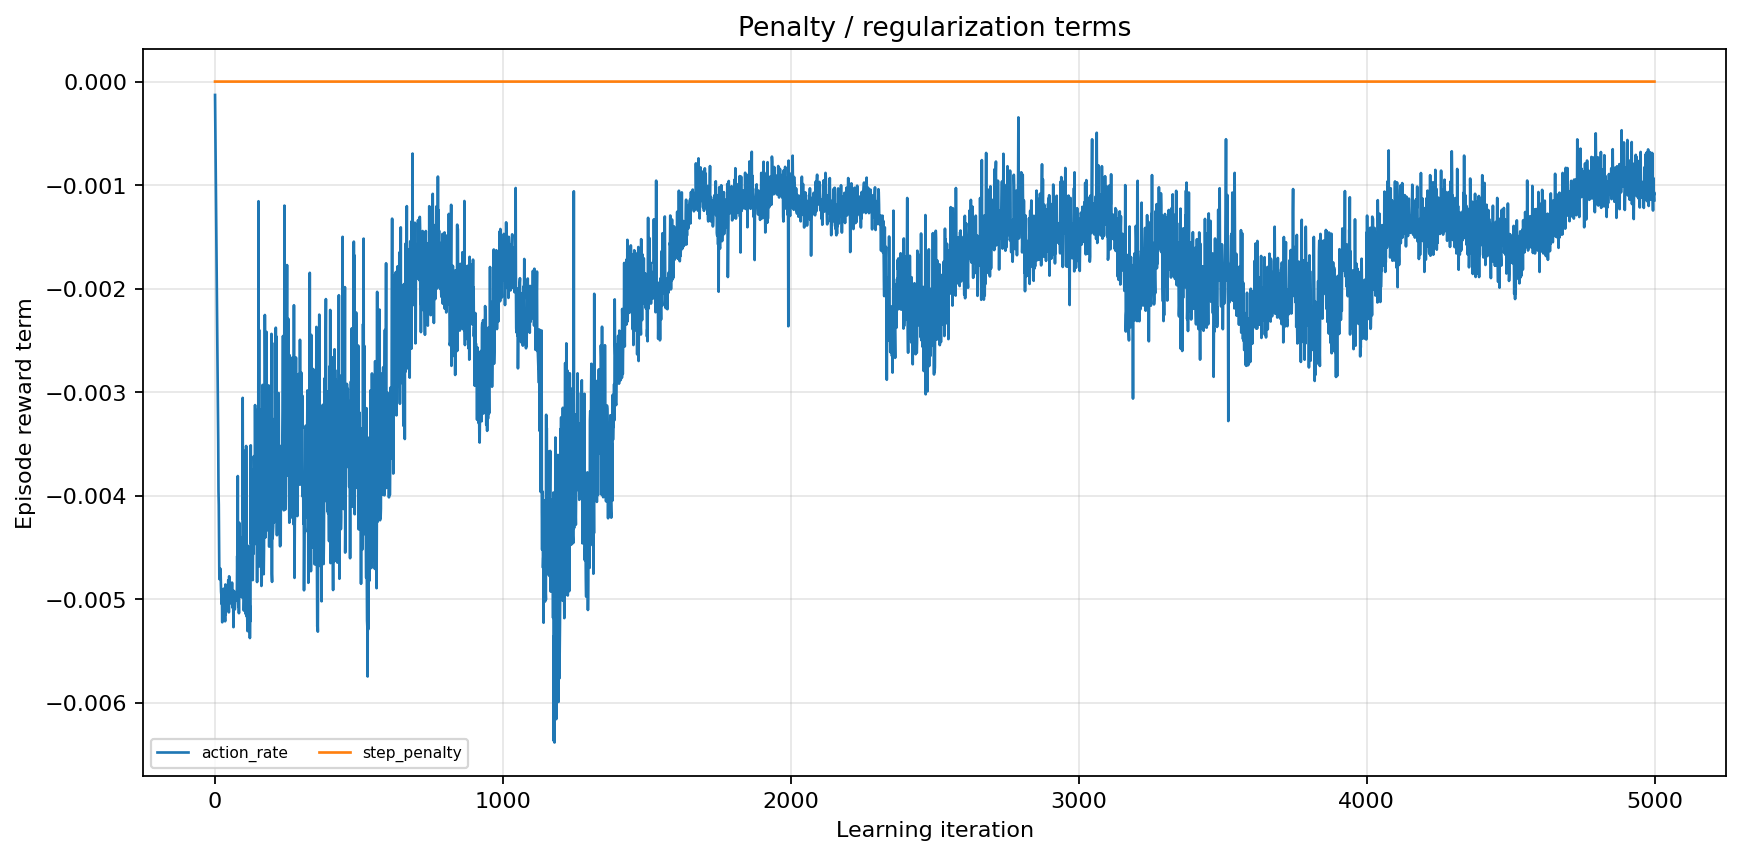 Penalty / regularization terms
Episode reward term
0.000
−0.001
−0.002
−0.003
−0.004
−0.005
−0.006
action_rate
step_penalty
0
1000
2000
3000
4000
5000
Learning iteration